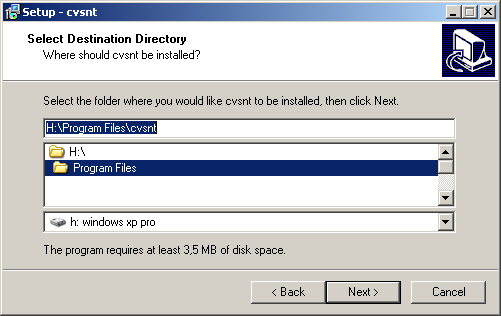 Setup - cvsnt
Select Destination Directory
Where should cvsnt be installed?
Select the folder where you would like cvsnt to be installed, then click Next.
H:\Program Files\cvsnt
H:\
Program Files
h: windows xp pro
The program requires at least 3,5 MB of disk space.
< Back Next > Cancel